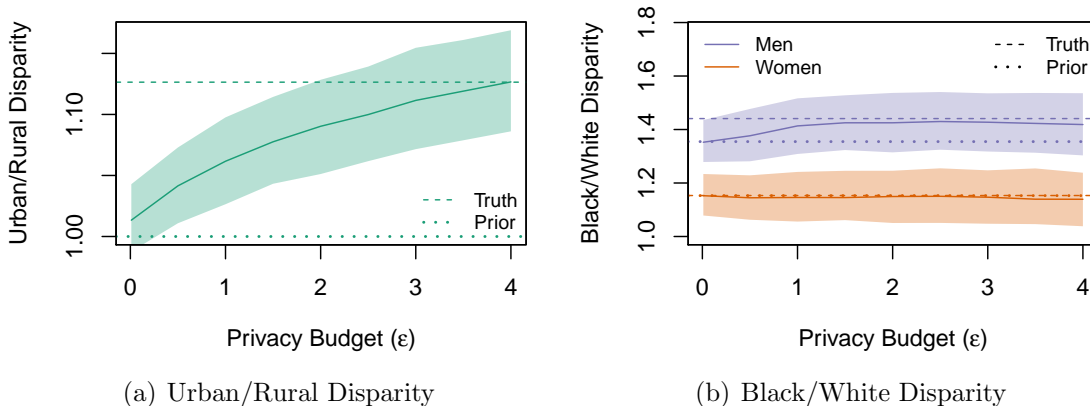 Urban/Rural Disparity
1.00
1.10
Truth
Prior
0
1
2
3
4
Privacy Budget (ε)
(a) Urban/Rural Disparity
Black/White Disparity
1.0
1.2
1.4
1.6
1.8
Men
Women
Truth
Prior
0
1
2
3
4
Privacy Budget (ε)
(b) Black/White Disparity